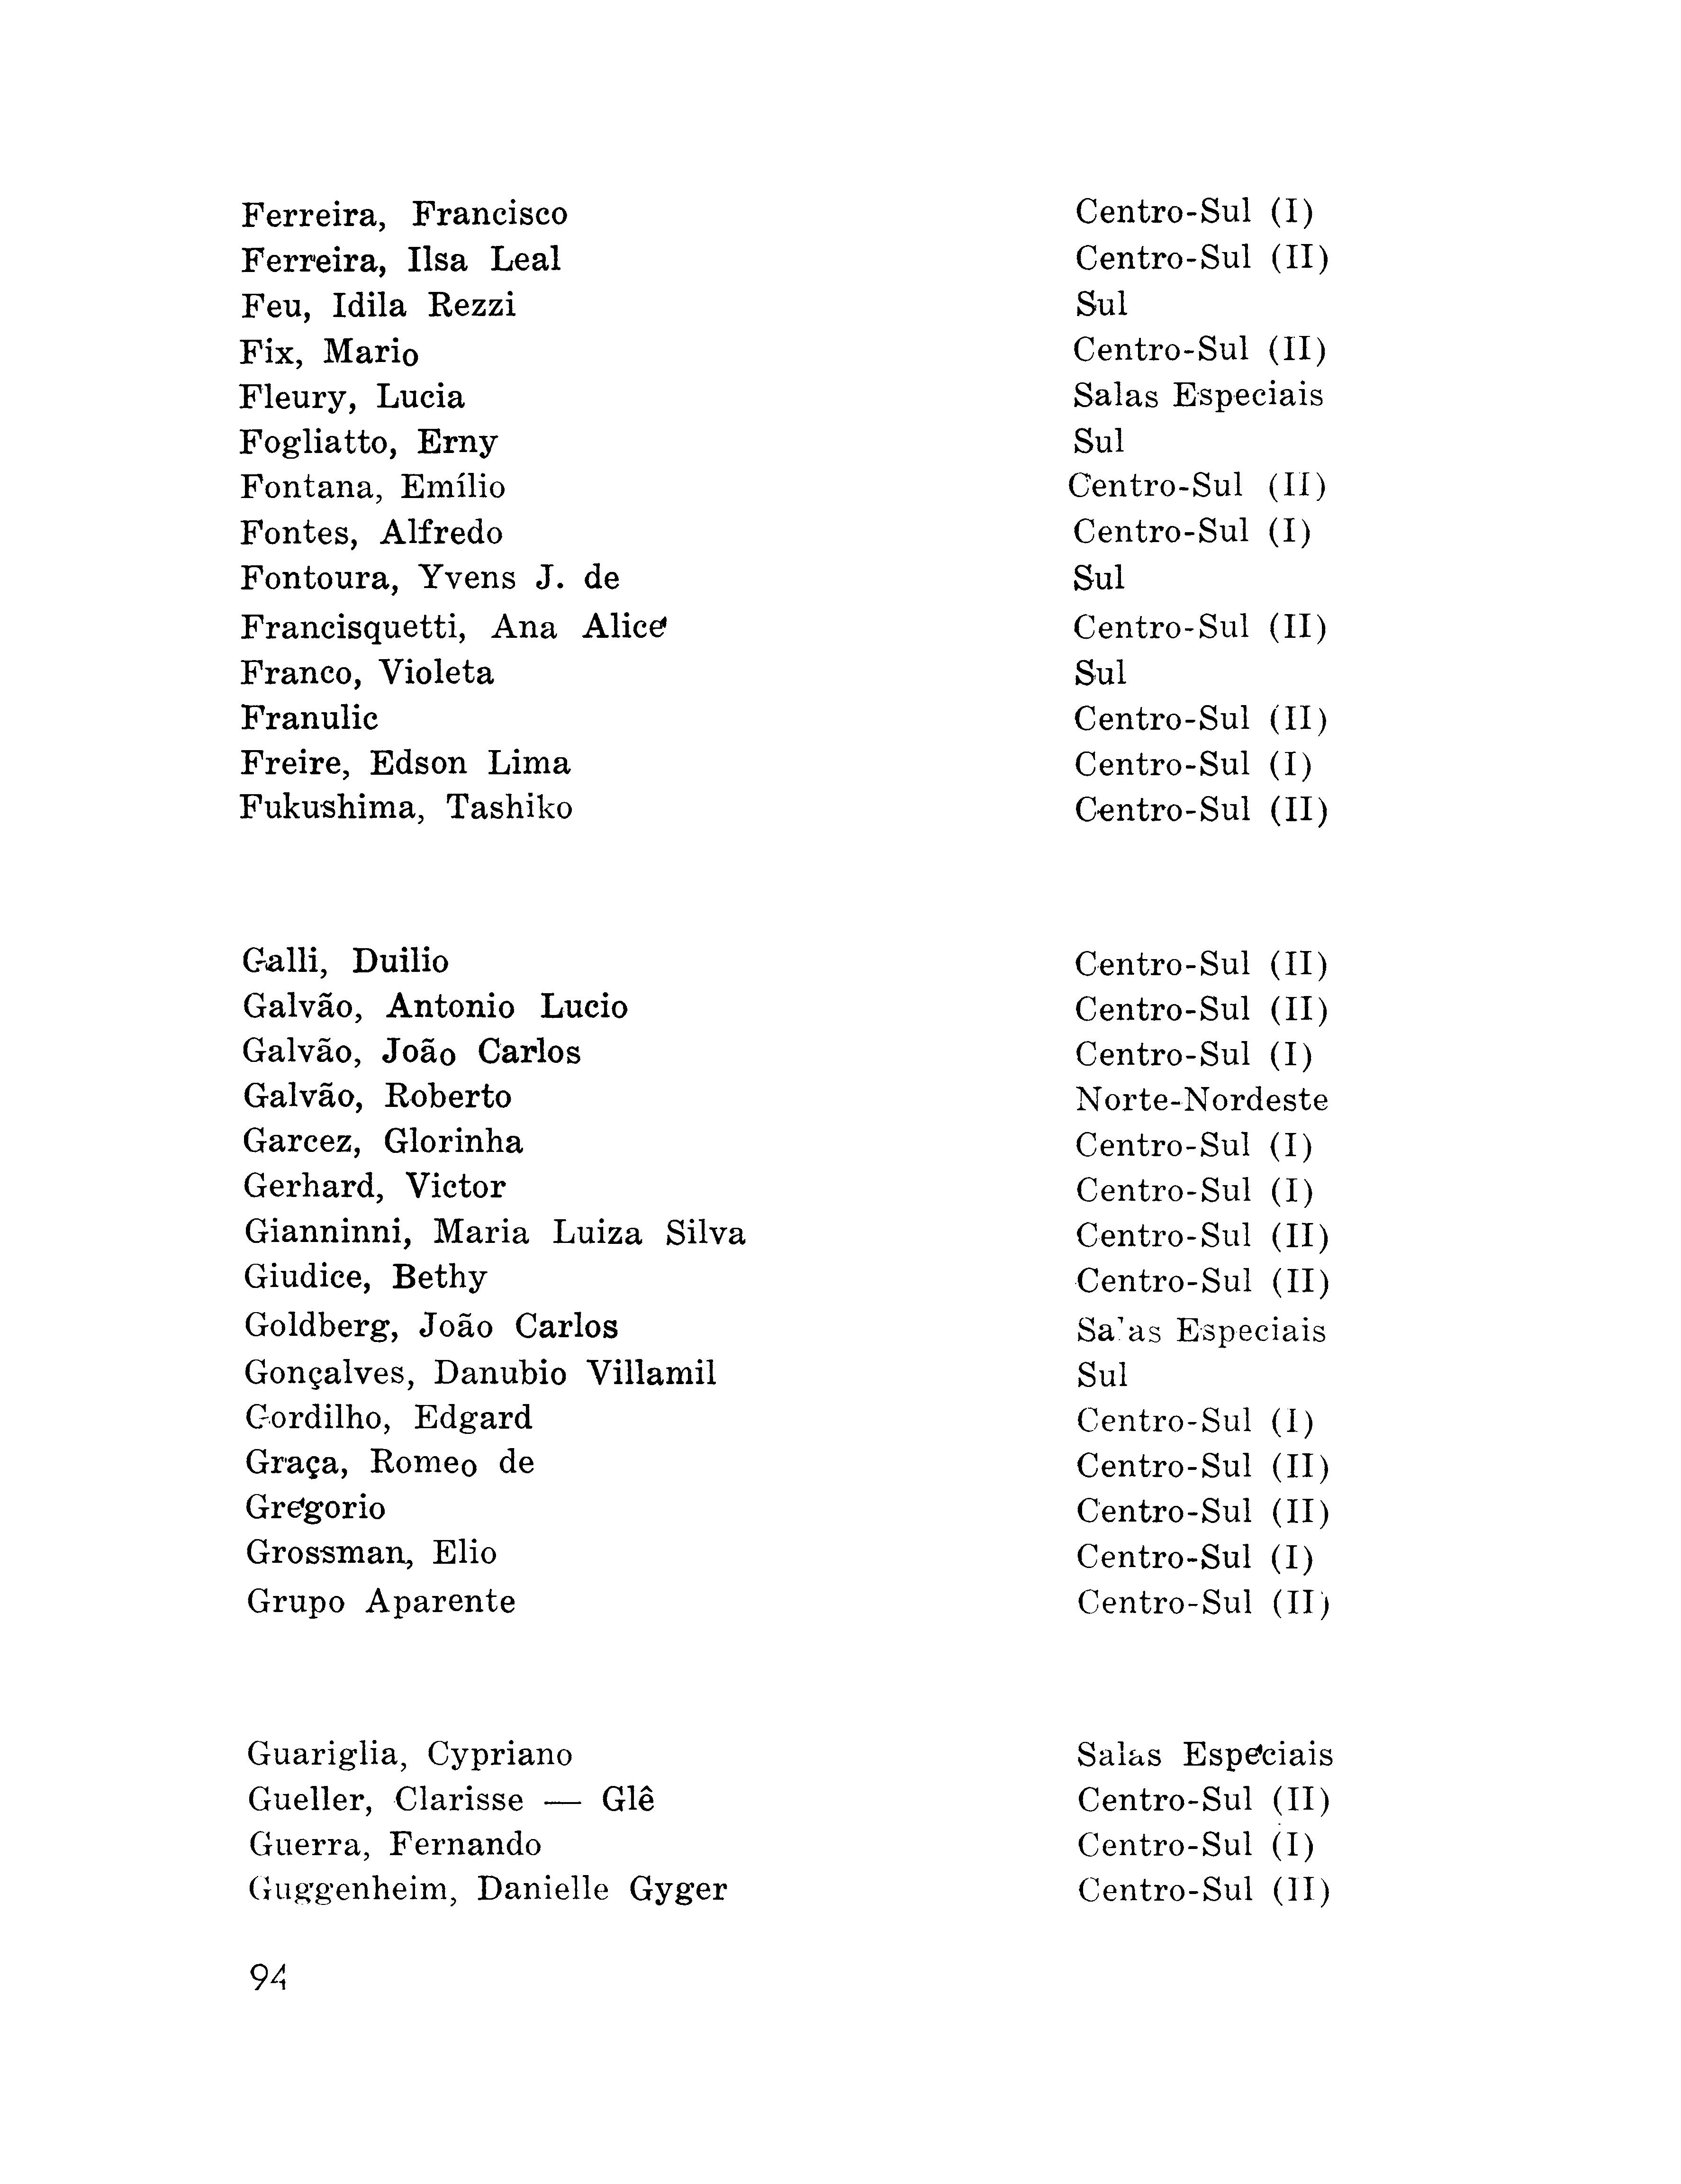 Ferreira, Francisco Centro-Sul (I)
Ferreira, Ilsa Leal Centro-Sul (II)
Feu, Idila Rezzi Sul
Fix, Mario Centro-Sul (II)
Fleury, Lucia Salas Especiais
Fogliatto, Erny Sul
Fontana, Emílio Centro-Sul (II)
Fontes, Alfredo Centro-Sul (I)
Fontoura, Yvens J. de Sul
Francisquetti, Ana Alice Centro-Sul (II)
Franco, Violeta Sul
Franulic Centro-Sul (II)
Freire, Edson Lima Centro-Sul (I)
Fukushima, Tashiko Centro-Sul (II)
Galli, Duilio Centro-Sul (II)
Galvão, Antonio Lucio Centro-Sul (II)
Galvão, João Carlos Centro-Sul (I)
Galvão, Roberto Norte-Nordeste
Garcez, Glorinha Centro-Sul (I)
Gerhard, Victor Centro-Sul (I)
Gianninni, Maria Luiza Silva Centro-Sul (II)
Giudice, Bethy Centro-Sul (II)
Goldberg, João Carlos Salas Especiais
Gonçalves, Danubio Villamil Sul
Gordilho, Edgard Centro-Sul (I)
Graça, Romeo de Centro-Sul (II)
Gregorio Centro-Sul (II)
Grossman, Elio Centro-Sul (I)
Grupo Aparente Centro-Sul (II)
Guariglia, Cypriano Salas Especiais
Gueller, Clarisse — Glê Centro-Sul (II)
Guerra, Fernando Centro-Sul (I)
Guggenheim, Danielle Gyger Centro-Sul (II)
94